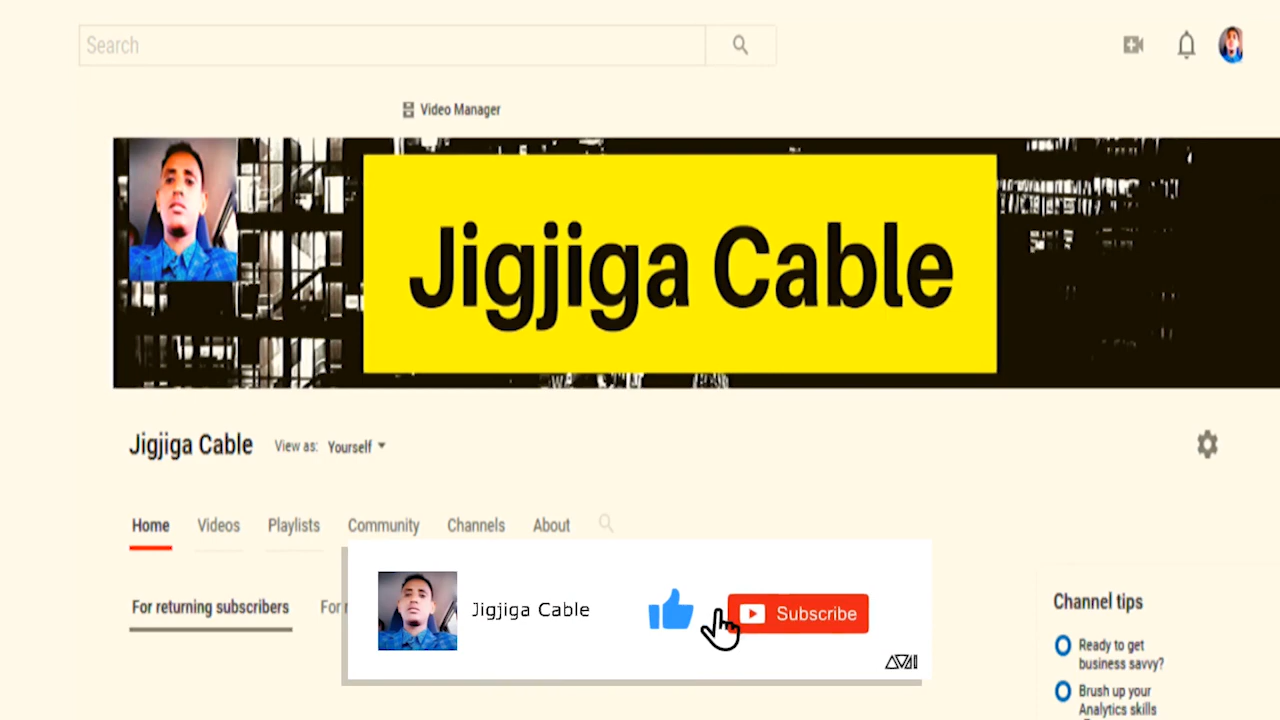 Search
Video Manager
Jigjiga Cable
Jigjiga Cable View as: Yourself
Home Videos Playlists Community Channels About
For returning subscribers For
Jigjiga Cable Subscribe
Channel tips
Ready to get
business savvy?
Brush up your
Analytics skills